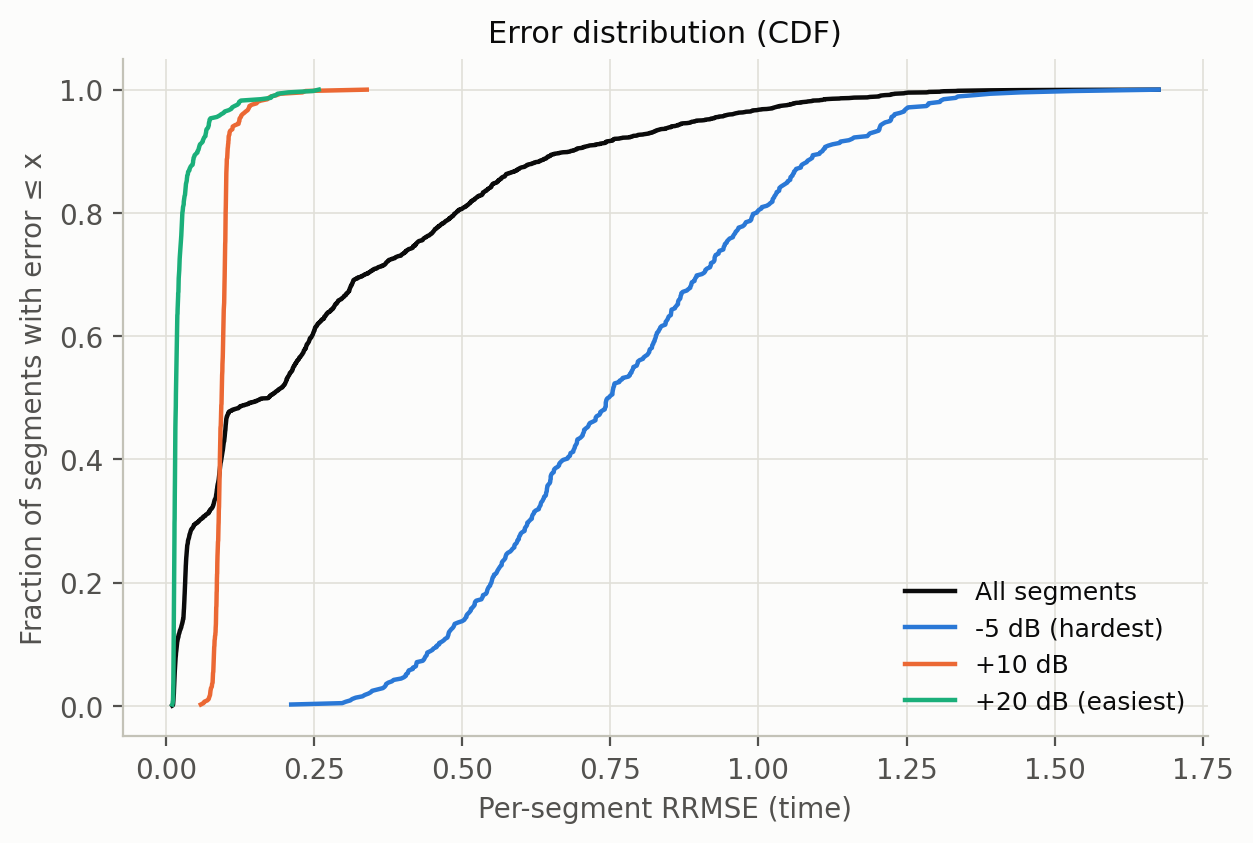 Error distribution (CDF)
Fraction of segments with error ≤ x
1.0
0.8
0.6
0.4
0.2
0.0
All segments
-5 dB (hardest)
+10 dB
+20 dB (easiest)
0.00 0.25 0.50 0.75 1.00 1.25 1.50 1.75
Per-segment RRMSE (time)